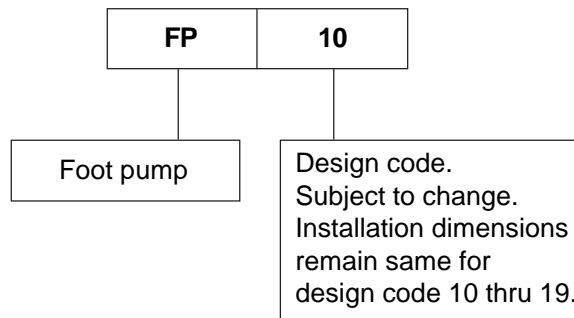 FP 10
Foot pump
Design code.
Subject to change.
Installation dimensions
remain same for
design code 10 thru 19.